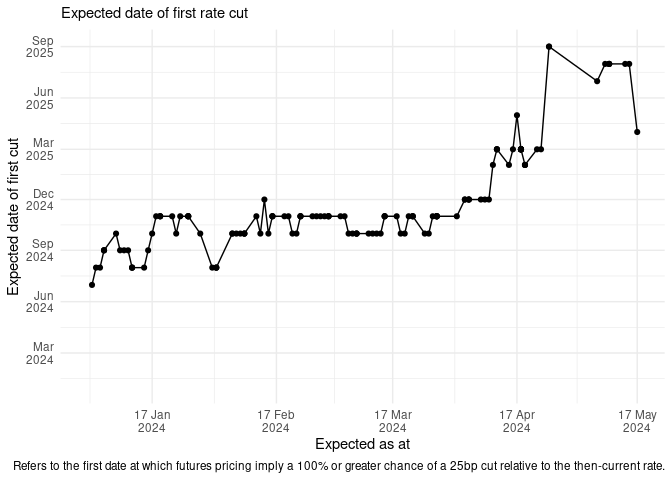 Expected date of first rate cut
Expected date of first cut
Sep
2025
Jun
2025
Mar
2025
Dec
2024
Sep
2024
Jun
2024
Mar
2024
17 Jan
2024
17 Feb
2024
17 Mar
2024
17 Apr
2024
17 May
2024
Expected as at
Refers to the first date at which futures pricing imply a 100% or greater chance of a 25bp cut relative to the then-current rate.